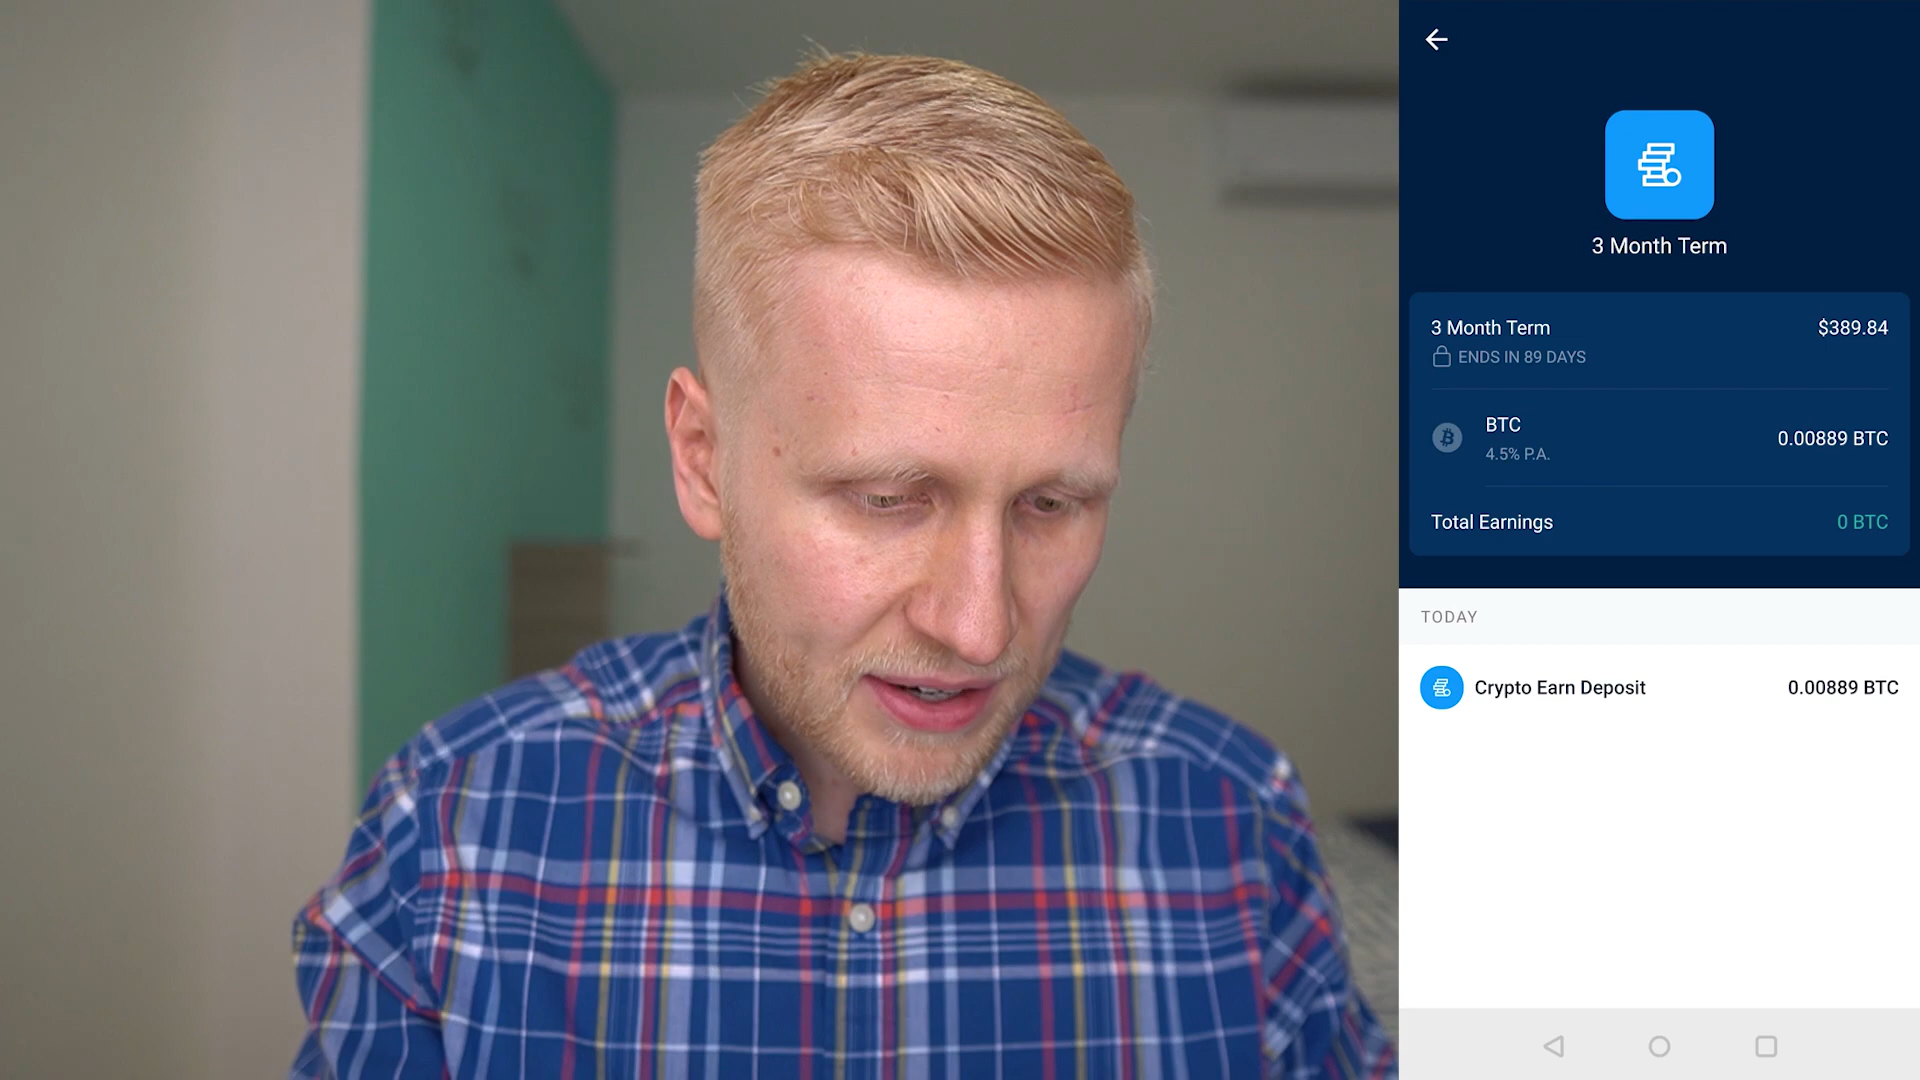 3 Month Term
3 Month Term $389.84
ENDS IN 89 DAYS
BTC
4.5% P.A.
0.00889 BTC
Total Earnings 0 BTC
TODAY
Crypto Earn Deposit 0.00889 BTC